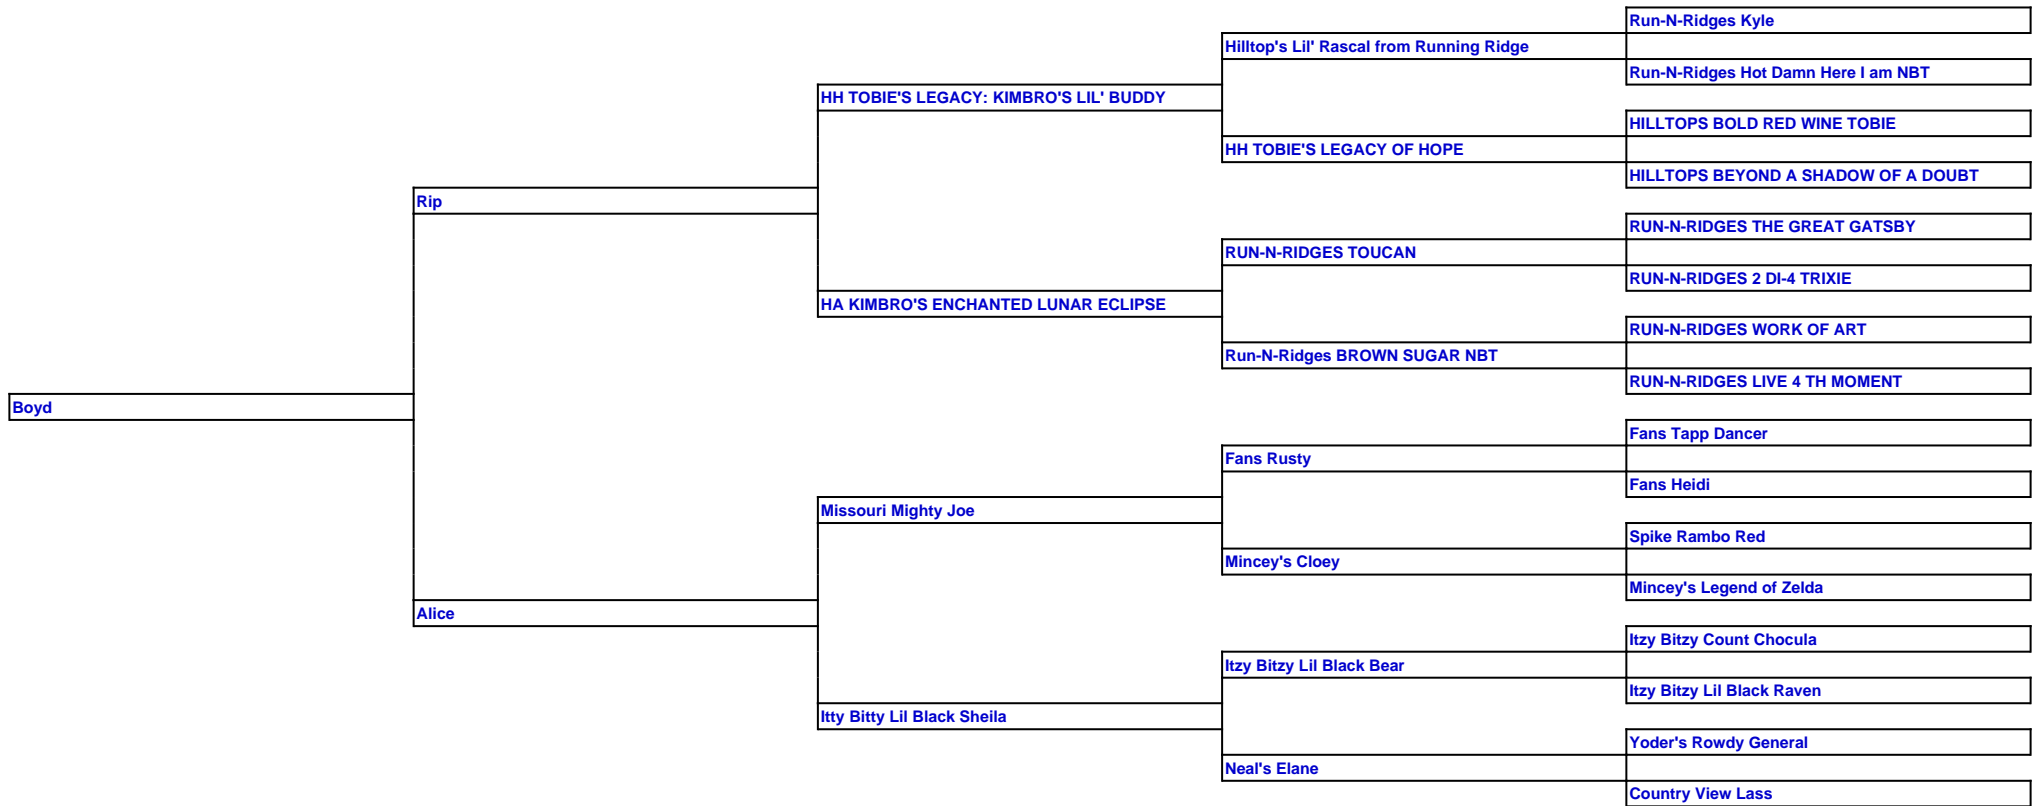 Run-N-Ridges Kyle
Hilltop's Lil' Rascal from Running Ridge
Run-N-Ridges Hot Damn Here I am NBT
HH TOBIE'S LEGACY: KIMBRO'S LIL' BUDDY
HILLTOPS BOLD RED WINE TOBIE
HH TOBIE'S LEGACY OF HOPE
HILLTOPS BEYOND A SHADOW OF A DOUBT
Rip
RUN-N-RIDGES THE GREAT GATSBY
RUN-N-RIDGES TOUCAN
RUN-N-RIDGES 2 DI-4 TRIXIE
HA KIMBRO'S ENCHANTED LUNAR ECLIPSE
RUN-N-RIDGES WORK OF ART
Run-N-Ridges BROWN SUGAR NBT
RUN-N-RIDGES LIVE 4 TH MOMENT
Boyd
Fans Tapp Dancer
Fans Rusty
Fans Heidi
Missouri Mighty Joe
Spike Rambo Red
Mincey's Cloey
Mincey's Legend of Zelda
Alice
Itzy Bitzy Count Chocula
Itzy Bitzy Lil Black Bear
Itzy Bitzy Lil Black Raven
Itty Bitty Lil Black Sheila
Yoder's Rowdy General
Neal's Elane
Country View Lass